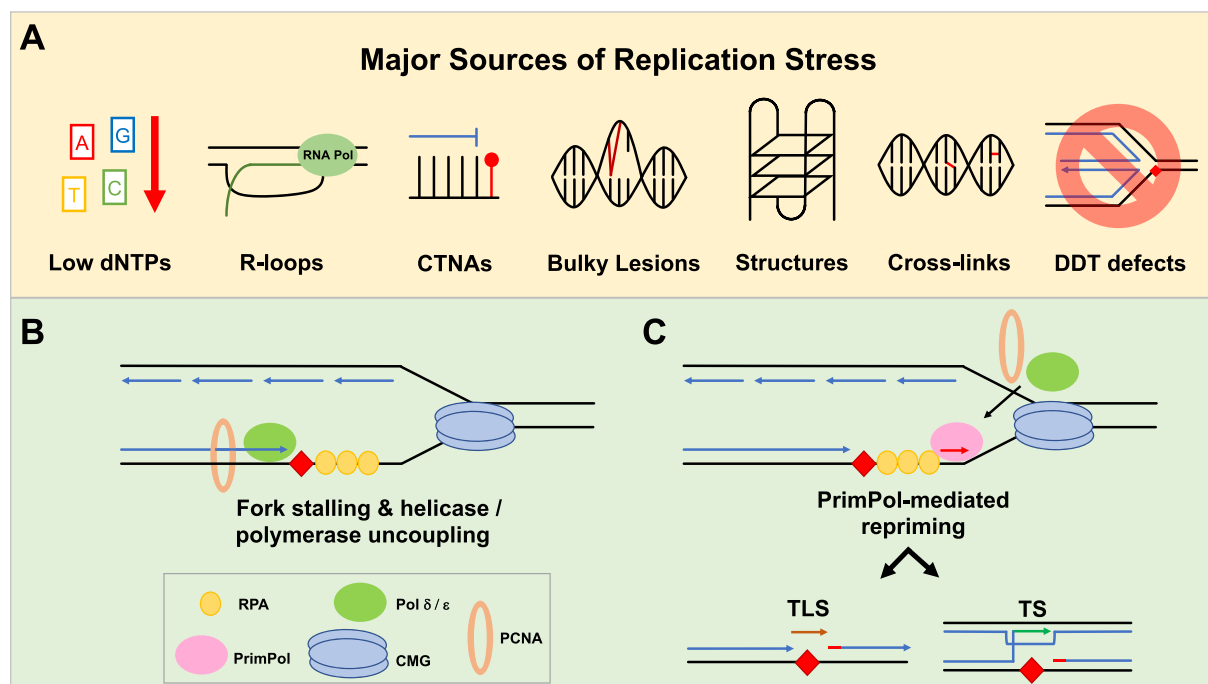 A
Major Sources of Replication Stress
A
G
T
C
RNA Pol
Low dNTPs
R-loops
CTNAs
Bulky Lesions
Structures
Cross-links
DDT defects
B
Fork stalling & helicase /
polymerase uncoupling
RPA
Pol δ / ε
PCNA
PrimPol
CMG
C
PrimPol-mediated
repriming
TLS
TS